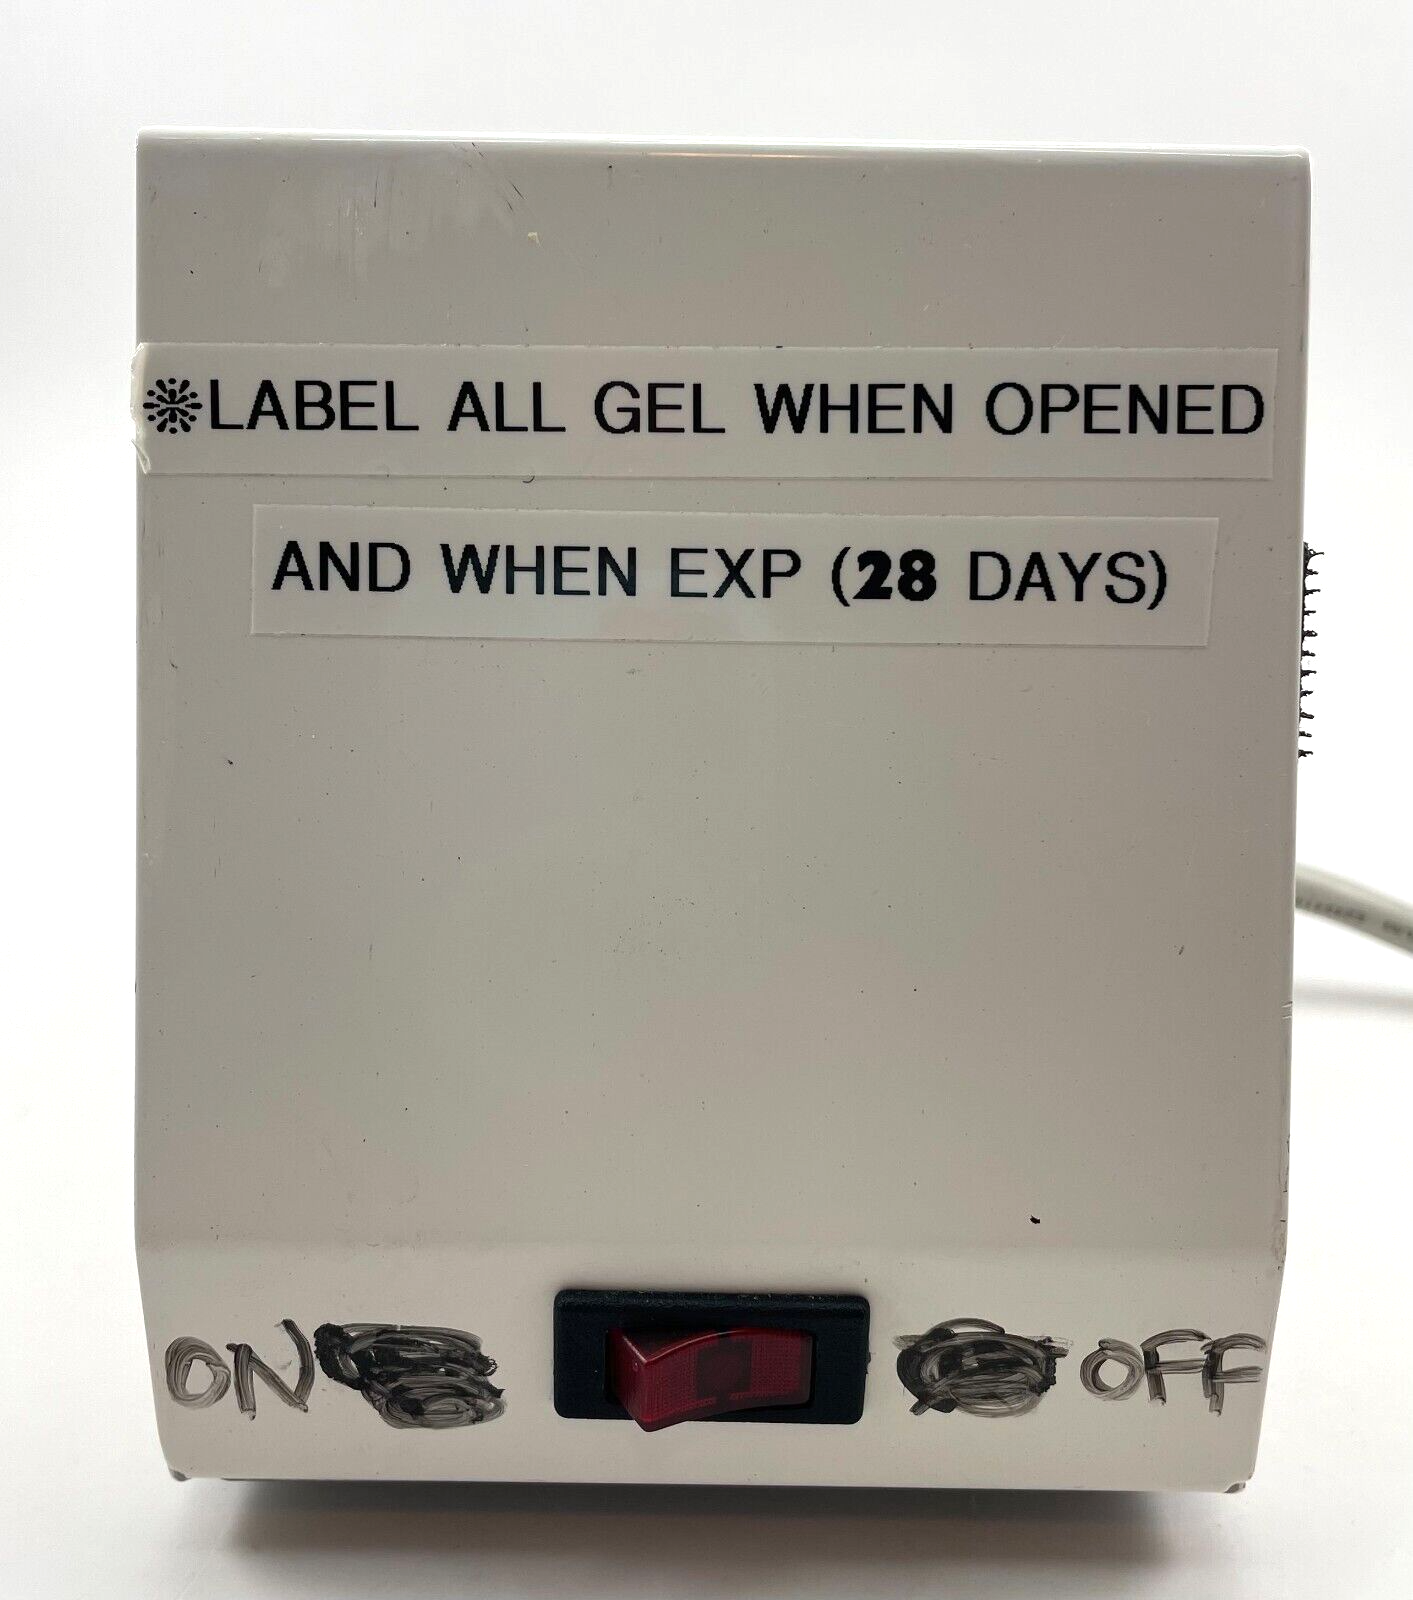 ※LABEL ALL GEL WHEN OPENED
AND WHEN EXP (28 DAYS)
ON OFF